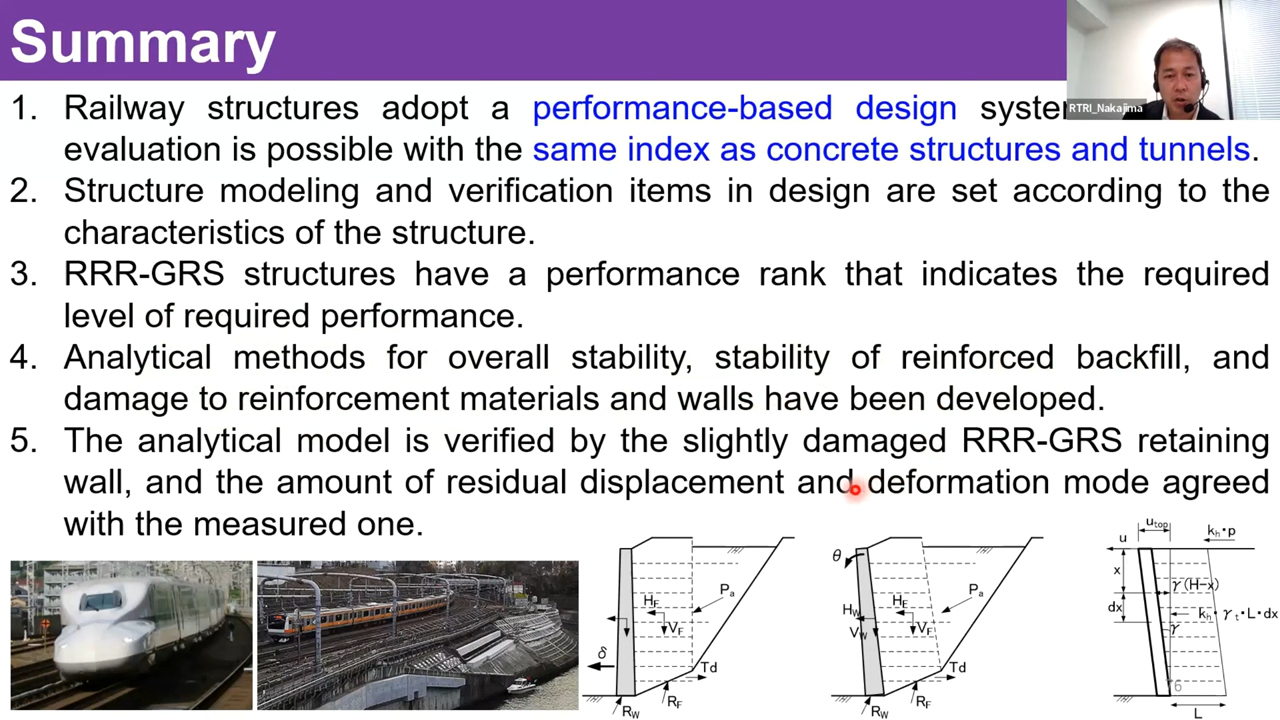 Summary
RTRI_Nakajima
1. Railway structures adopt a performance-based design syste
evaluation is possible with the same index as concrete structures and tunnels.
2. Structure modeling and verification items in design are set according to the
characteristics of the structure.
3. RRR-GRS structures have a performance rank that indicates the required
level of required performance.
4. Analytical methods for overall stability, stability of reinforced backfill, and
damage to reinforcement materials and walls have been developed.
5. The analytical model is verified by the slightly damaged RRR-GRS retaining
wall, and the amount of residual displacement and deformation mode agreed
with the measured one.
Pa
HF
VF
δ
Td
RF
RW
θ
Pa
HW
HF
VW
VF
Td
RF
RW
utop
u
kh・p
x
γ(H-x)
dx
kh・γt・L・dx
γ
6
L